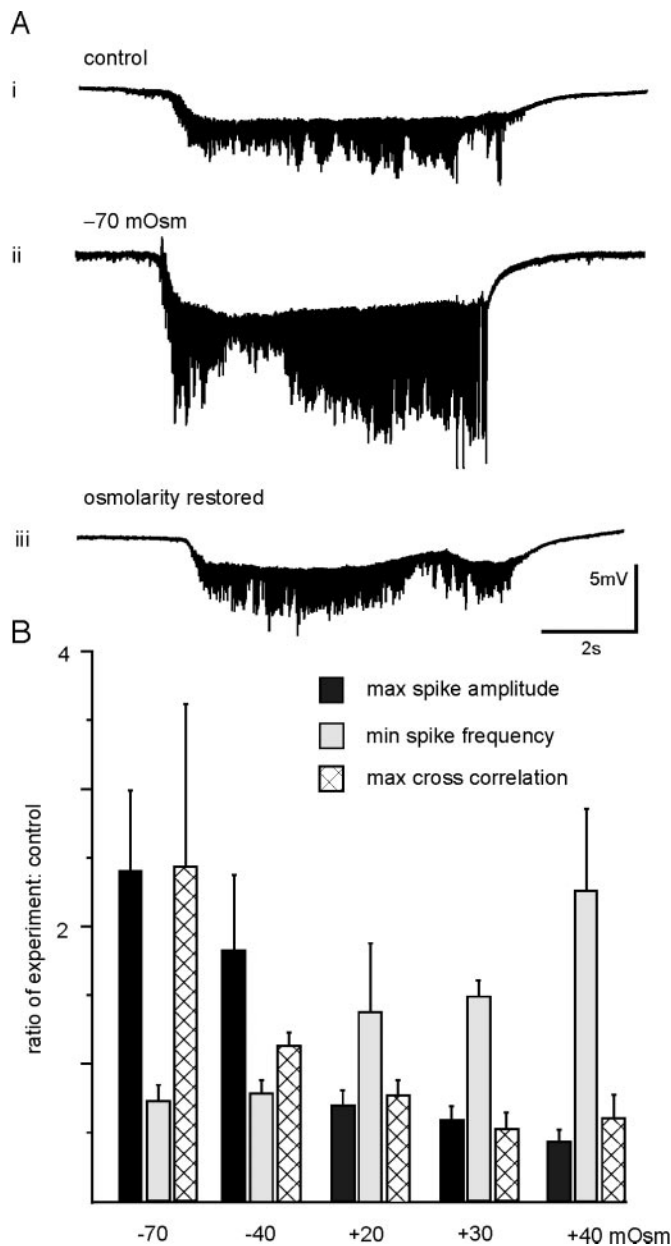 A
control
i
–70 mOsm
ii
osmolarity restored
iii
5mV
2s
B
4
max spike amplitude
min spike frequency
max cross correlation
ratio of experiment: control
2
0
-70 -40 +20 +30 +40 mOsm